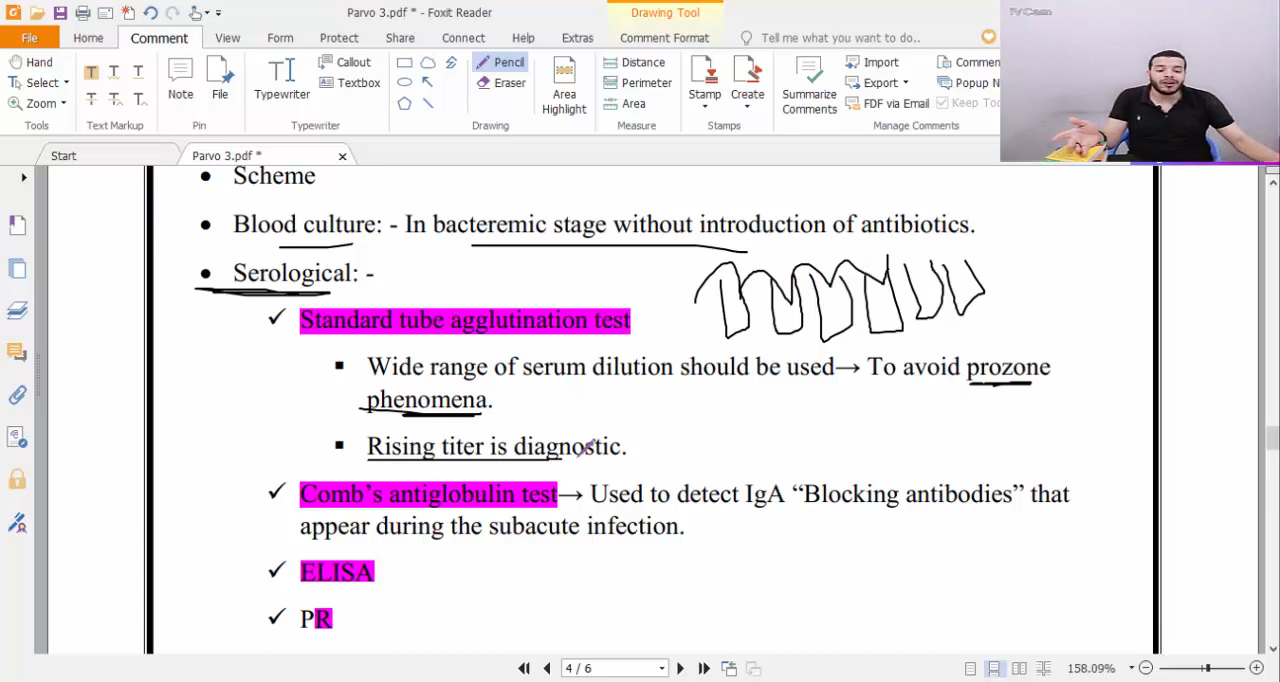 Parvo 3.pdf * - Foxit Reader
Drawing Tool
File Home Comment View Form Protect Share Connect Help Extras Comment Format Tell me what you want to do..
Hand
Select
Zoom
Tools
Text Markup
Note
File
Pin
Typewriter
Callout
Textbox
Typewriter
Pencil
Eraser
Area
Highlight
Drawing
Distance
Perimeter
Area
Measure
Stamp
Create
Stamps
Summarize
Comments
Import
Export
FDF via Email
Commen
Popup N
Keep Too
Manage Comments
Start
Parvo 3.pdf *
• Scheme
• Blood culture: - In bacteremic stage without introduction of antibiotics.
• Serological: -
✓ Standard tube agglutination test
▪ Wide range of serum dilution should be used→ To avoid prozone
phenomena.
▪ Rising titer is diagnostic.
✓ Comb’s antiglobulin test→ Used to detect IgA “Blocking antibodies” that
appear during the subacute infection.
✓ ELISA
✓ PR
4 / 6
158.09%